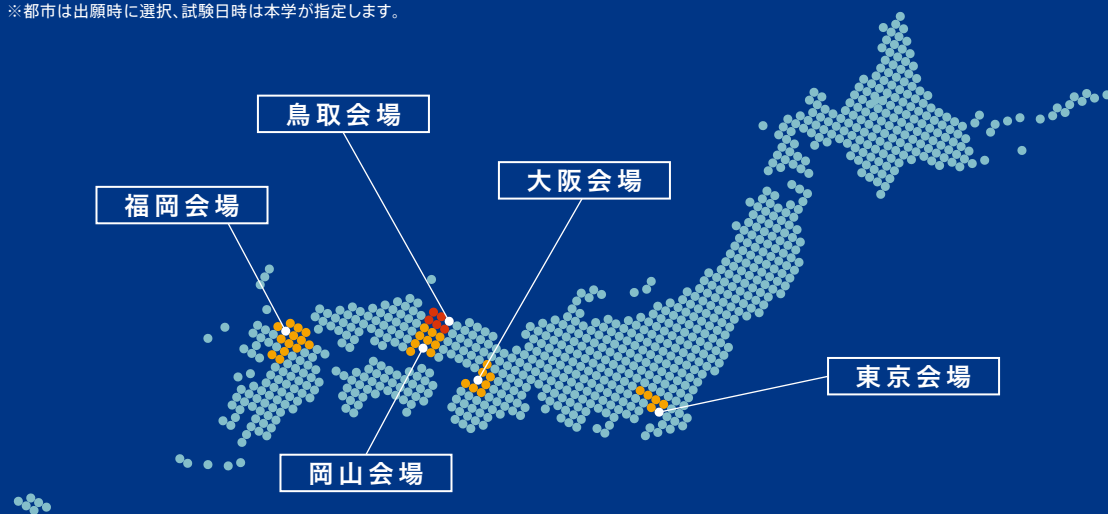 ※都市は出願時に選択、試験日時は本学が指定します。
鳥取会場
大阪会場
福岡会場
東京会場
岡山会場